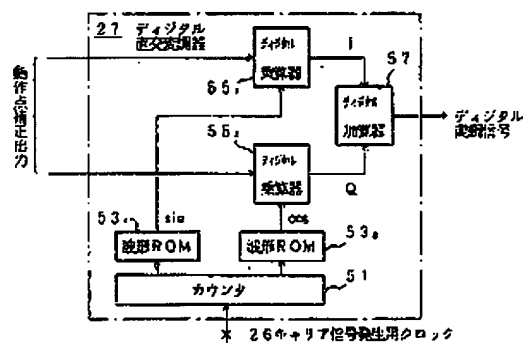 27 ディジタル
直交変調器
ディジタル
乗算器
I
57
55₁
ディジタル
加算器
ディジタル
変調信号
動作点補正出力
55₂
ディジタル
乗算器
Q
53₁
sin
cos
波形ROM
波形ROM
53₂
カウンタ
51
26キャリア信号発生用クロック